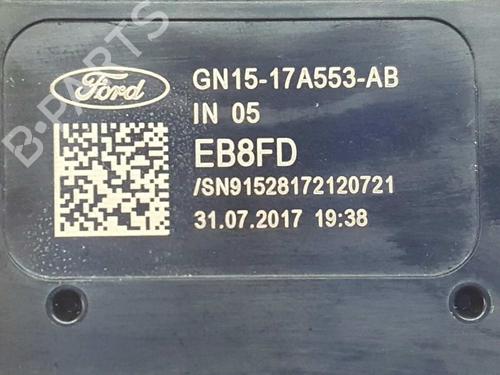 Ford
GN15-17A553-AB
IN 05
EB8FD
/SN91528172120721
31.07.2017 19:38
B-PARTS